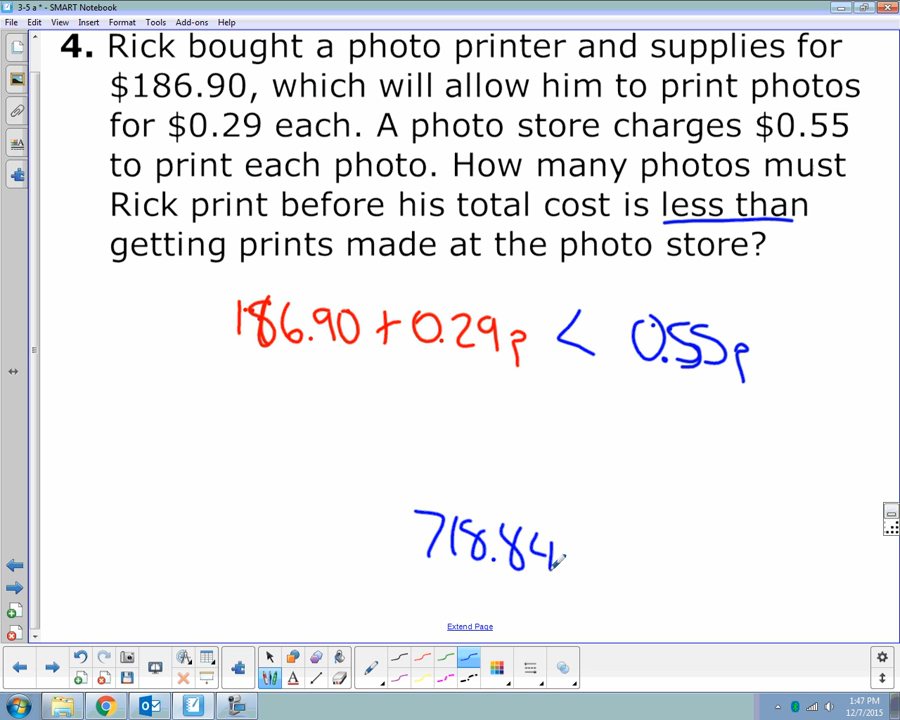 3-5 a * - SMART Notebook
File Edit View Insert Format Tools Add-ons Help
4. Rick bought a photo printer and supplies for
$186.90, which will allow him to print photos
for $0.29 each. A photo store charges $0.55
to print each photo. How many photos must
Rick print before his total cost is less than
getting prints made at the photo store?
186.90 + 0.29p < 0.55p
718.84
Extend Page
1:47 PM
12/7/2015